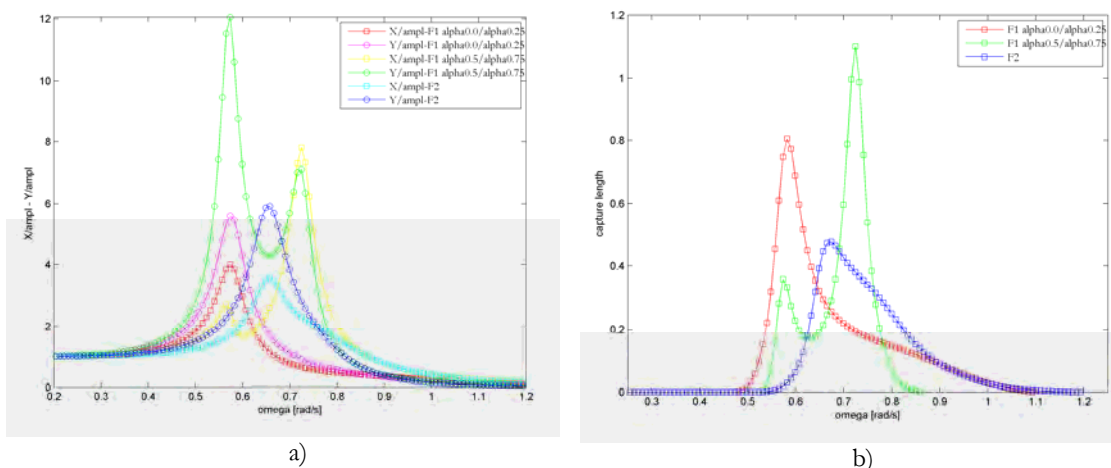 12
10
8
6
4
2
0
0.2 0.3 0.4 0.5 0.6 0.7 0.8 0.9 1 1.1 1.2
omega [rad/s]
X/ampl - Y/ampl
X/ampl-F1 alpha0.0/alpha0.25
Y/ampl-F1 alpha0.0/alpha0.25
X/ampl-F1 alpha0.5/alpha0.75
Y/ampl-F1 alpha0.5/alpha0.75
X/ampl-F2
Y/ampl-F2
a)
1.2
1
0.8
0.6
0.4
0.2
0
0.3 0.4 0.5 0.6 0.7 0.8 0.9 1 1.1 1.2
omega [rad/s]
capture length
F1 alpha0.0/alpha0.25
F1 alpha0.5/alpha0.75
F2
b)